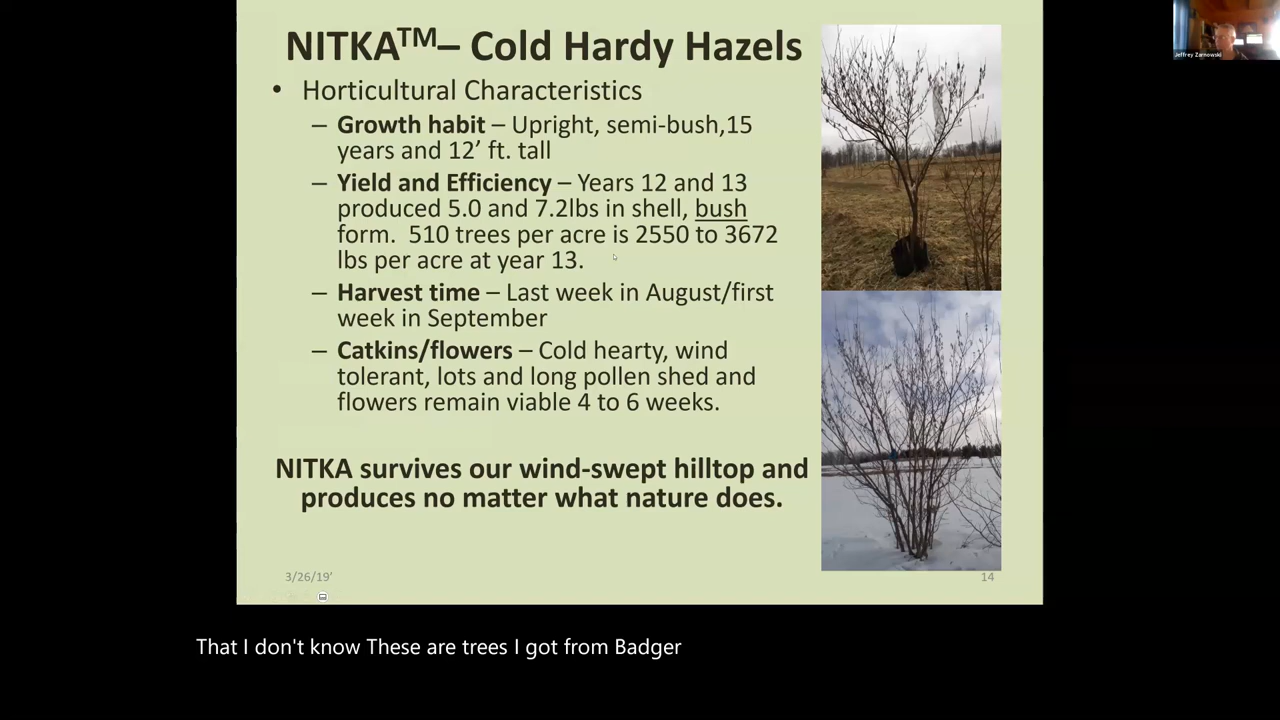 NITKA™– Cold Hardy Hazels
Jeffrey Zarnowski
• Horticultural Characteristics
– Growth habit – Upright, semi-bush,15
years and 12’ ft. tall
– Yield and Efficiency – Years 12 and 13
produced 5.0 and 7.2lbs in shell, bush
form. 510 trees per acre is 2550 to 3672
lbs per acre at year 13.
– Harvest time – Last week in August/first
week in September
– Catkins/flowers – Cold hearty, wind
tolerant, lots and long pollen shed and
flowers remain viable 4 to 6 weeks.
NITKA survives our wind-swept hilltop and
produces no matter what nature does.
3/26/19’
14
That I don't know These are trees I got from Badger